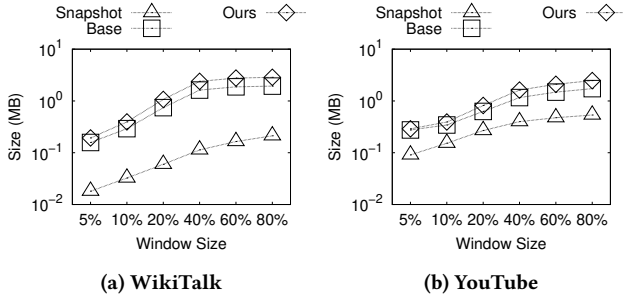 Snapshot Ours
Base
10^1
10^0
10^-1
10^-2
Size (MB)
5% 10% 20% 40% 60% 80%
Window Size
(a) WikiTalk
Snapshot Ours
Base
10^1
10^0
10^-1
10^-2
Size (MB)
5% 10% 20% 40% 60% 80%
Window Size
(b) YouTube